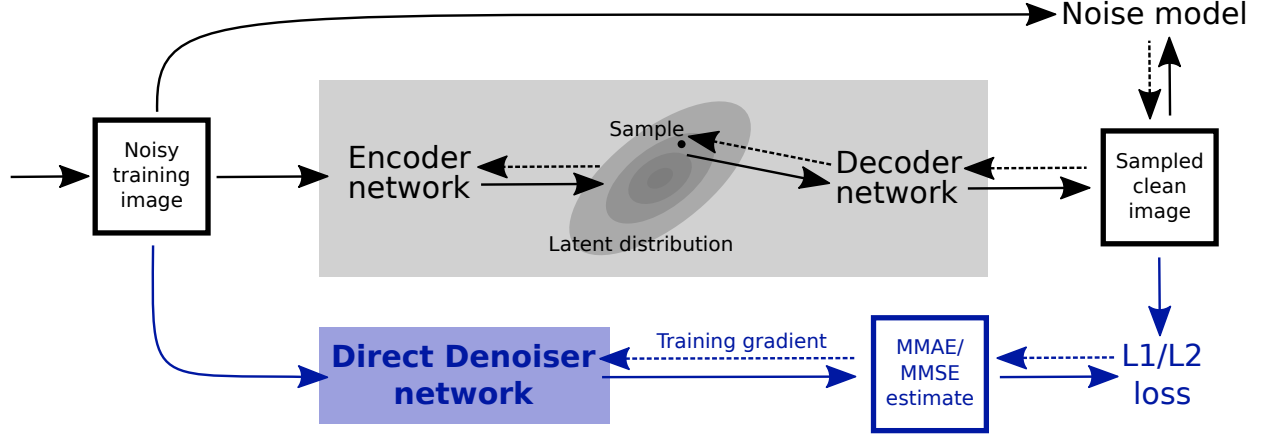 Noise model
Noisy
training
image
Encoder
network
Sample
Latent distribution
Decoder
network
Sampled
clean
image
Direct Denoiser
network
Training gradient
MMAE/
MMSE
estimate
L1/L2
loss